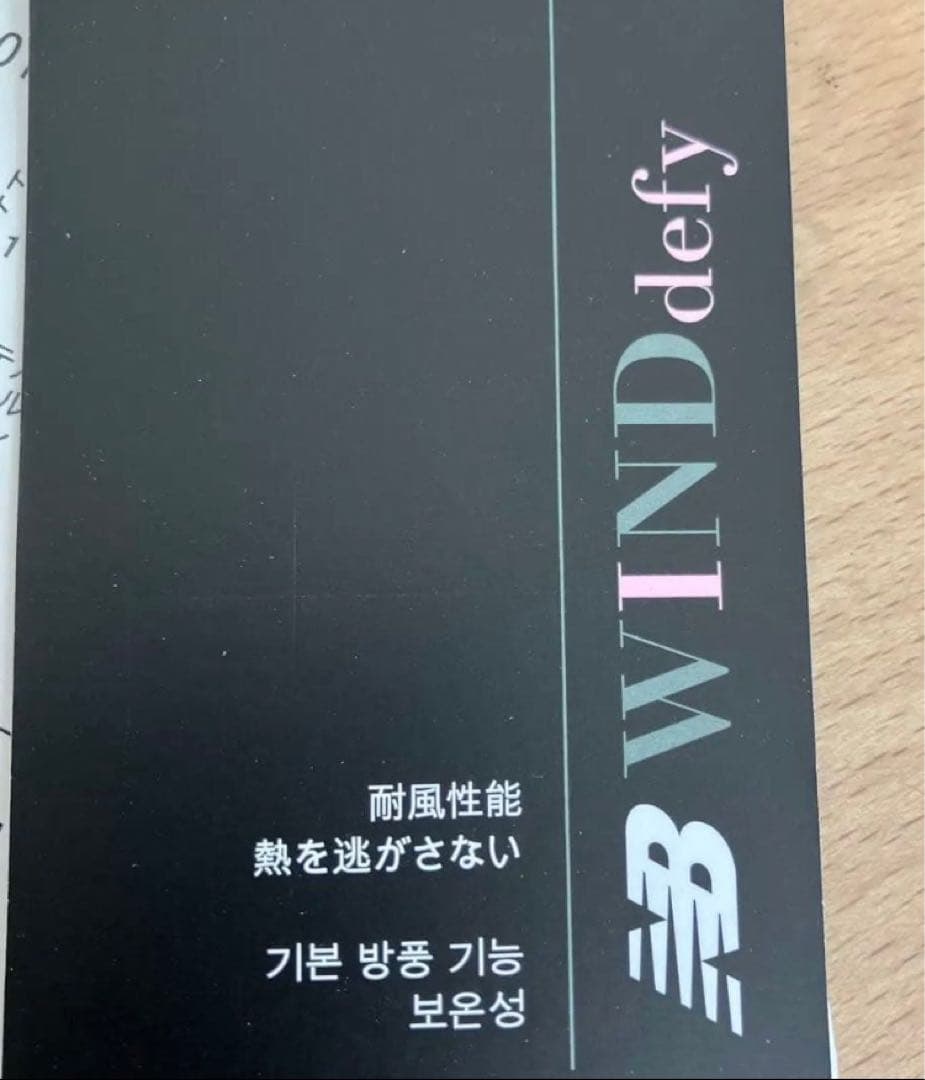 NB WINDdefy
耐風性能
熱を逃がさない
기본 방풍 기능
보온성